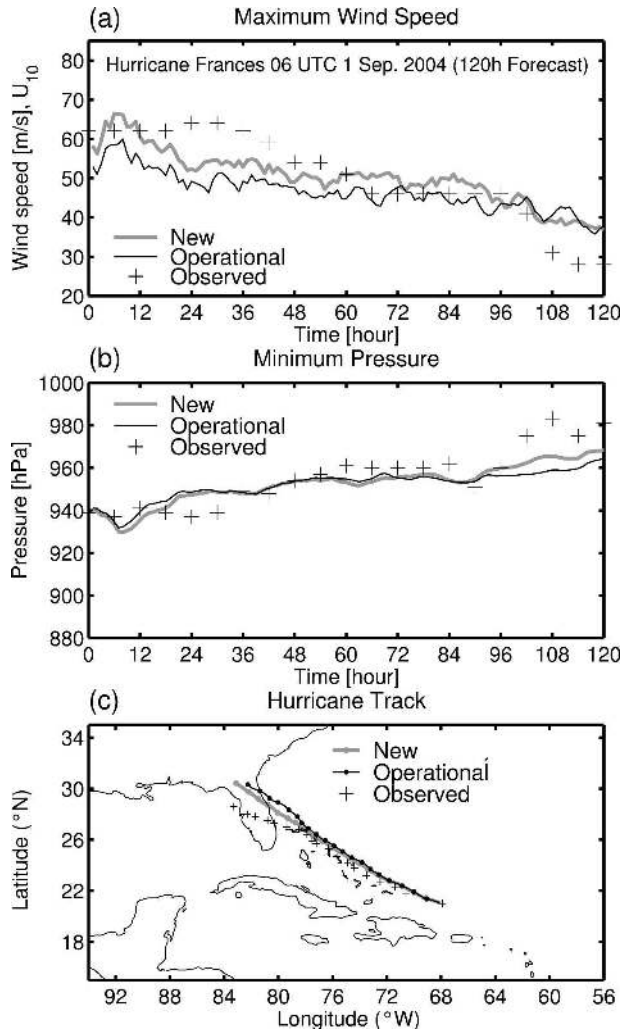 (a) Maximum Wind Speed
Hurricane Frances 06 UTC 1 Sep. 2004 (120h Forecast)
Wind speed [m/s], U10
80
70
60
50
40
30
20
New
Operational
Observed
0 12 24 36 48 60 72 84 96 108 120
Time [hour]
(b) Minimum Pressure
Pressure [hPa]
1000
980
960
940
920
900
880
New
Operational
Observed
0 12 24 36 48 60 72 84 96 108 120
Time [hour]
(c) Hurricane Track
Latitude (°N)
34
30
26
22
18
New
Operational
Observed
92 88 84 80 76 72 68 60 56
Longitude (°W)